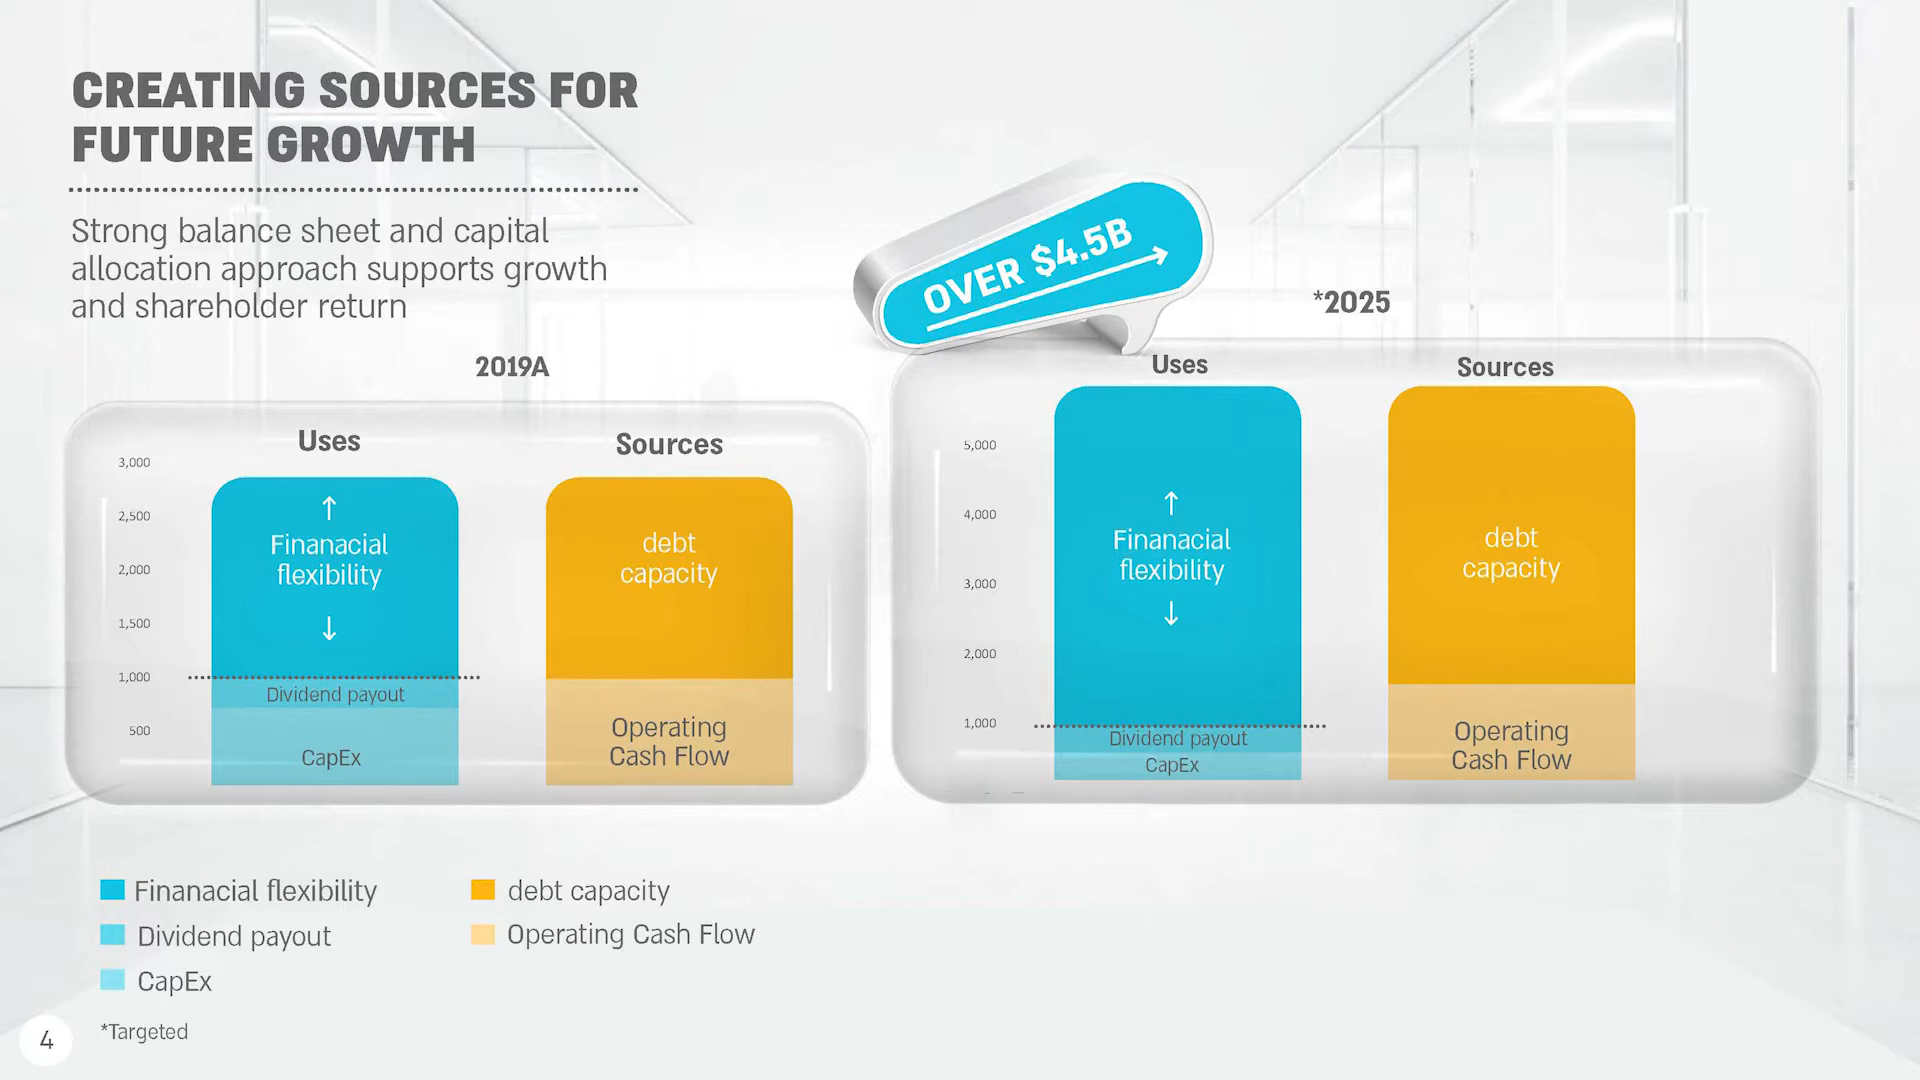 CREATING SOURCES FOR
FUTURE GROWTH
Strong balance sheet and capital
allocation approach supports growth
and shareholder return
OVER $4.5B
2019A
Uses
Sources
3,000
2,500
2,000
1,500
1,000
500
Finanacial
flexibility
Dividend payout
CapEx
debt
capacity
Operating
Cash Flow
*2025
Uses
Sources
5,000
4,000
3,000
2,000
1,000
Finanacial
flexibility
Dividend payout
CapEx
debt
capacity
Operating
Cash Flow
Finanacial flexibility
Dividend payout
CapEx
debt capacity
Operating Cash Flow
*Targeted
4